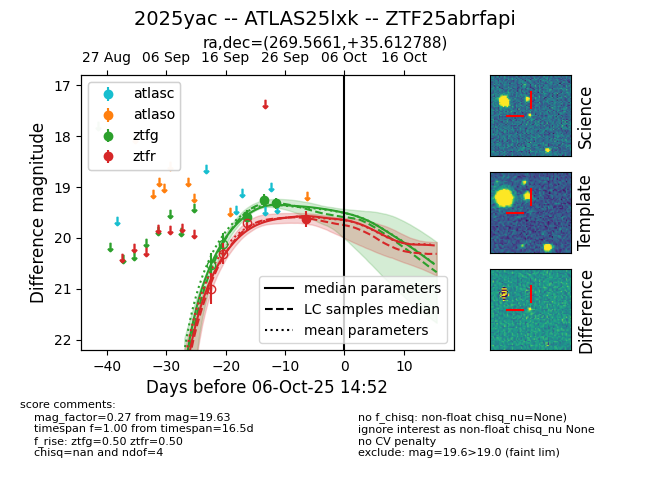 2025yac -- ATLAS25lxk -- ZTF25abrfapi
ra,dec=(269.5661,+35.612788)
27 Aug 06 Sep 16 Sep 26 Sep 06 Oct 16 Oct
17
18
19
20
21
22
Difference magnitude
atlasc
atlaso
ztfg
ztfr
median parameters
LC samples median
mean parameters
−40 −30 −20 −10 0 10
Days before 06-Oct-25 14:52
Science
Template
Difference
score comments:
mag_factor=0.27 from mag=19.63
timespan f=1.00 from timespan=16.5d
f_rise: ztfg=0.50 ztfr=0.50
chisq=nan and ndof=4
no f_chisq: non-float chisq_nu=None)
ignore interest as non-float chisq_nu None
no CV penalty
exclude: mag=19.6>19.0 (faint lim)